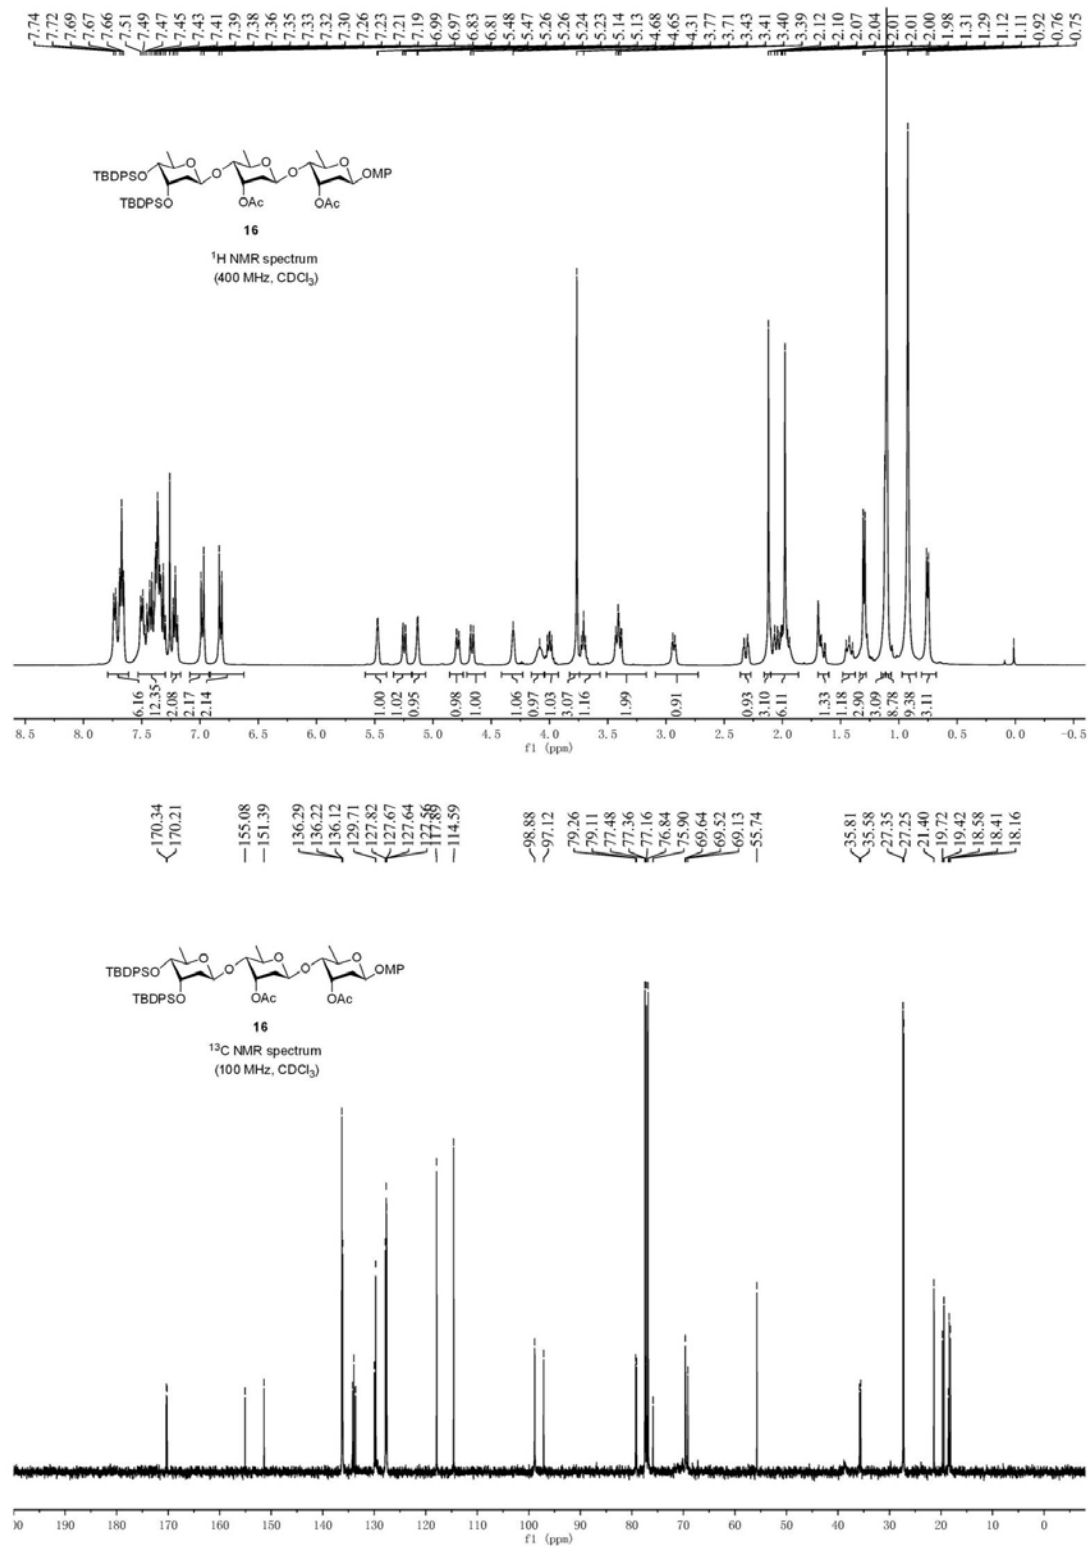 7.74 7.72 7.69 7.67 7.66 7.51 7.49 7.47 7.45 7.43 7.41 7.39 7.38 7.36 7.35 7.33 7.32 7.30 7.26 7.23 7.21 7.19 6.99 6.97 6.83 6.81 5.48 5.47 5.26 5.26 5.24 5.23 5.14 5.13 4.68 4.65 4.31 3.77 3.71 3.43 3.41 3.40 3.39 2.12 2.10 2.07 2.04 2.01 2.01 2.00 1.98 1.31 1.29 1.12 1.11 0.92 0.76 0.75
O O O
TBDPSO O O OMP
TBDPSO OAc OAc
16
¹H NMR spectrum
(400 MHz, CDCl₃)
6.16 12.35 2.08 2.17 2.14 1.00 1.02 0.95 0.98 1.00 1.06 0.97 1.03 3.07 1.16 1.99 0.91 0.93 3.10 6.11 1.33 1.18 2.90 3.09 8.78 9.38 3.11
8.5 8.0 7.5 7.0 6.5 6.0 5.5 5.0 4.5 4.0 3.5 3.0 2.5 2.0 1.5 1.0 0.5 0.0 -0.5
f1 (ppm)
170.34 170.21 155.08 151.39 136.29 136.22 136.12 129.71 127.82 127.67 127.64 127.56 117.89 114.59 98.88 97.12 79.26 79.11 77.48 77.36 77.16 76.84 75.90 69.64 69.52 69.13 55.74 35.81 35.58 27.35 27.25 21.40 19.72 19.42 18.58 18.41 18.16
O O O
TBDPSO O O OMP
TBDPSO OAc OAc
16
¹³C NMR spectrum
(100 MHz, CDCl₃)
00 190 180 170 160 150 140 130 120 110 100 90 80 70 60 50 40 30 20 10 0
f1 (ppm)